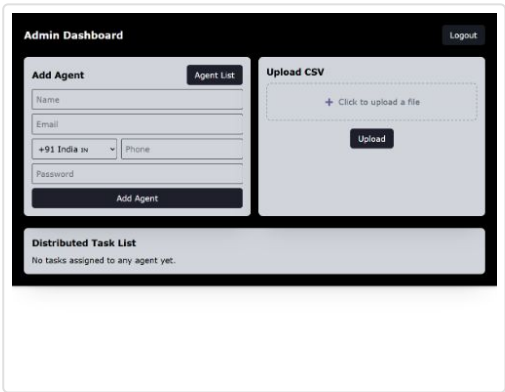 Admin Dashboard
Logout
Add Agent
Agent List
Name
Email
+91 India IN
Phone
Password
Add Agent
Upload CSV
+ Click to upload a file
Upload
Distributed Task List
No tasks assigned to any agent yet.